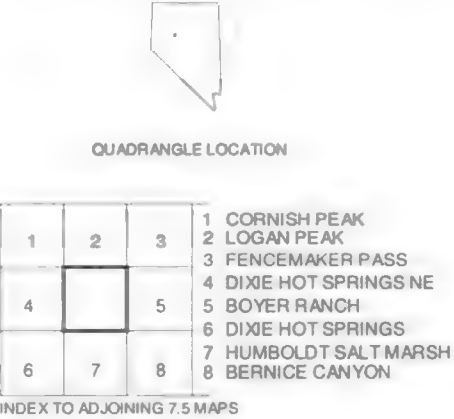 QUADRANGLE LOCATION
1 2 3
4 5
6 7 8
1 CORNISH PEAK
2 LOGAN PEAK
3 FENCEMAKER PASS
4 DIXIE HOT SPRINGS NE
5 BOYER RANCH
6 DIXIE HOT SPRINGS
7 HUMBOLDT SALT MARSH
8 BERNICE CANYON
INDEX TO ADJOINING 7.5 MAPS